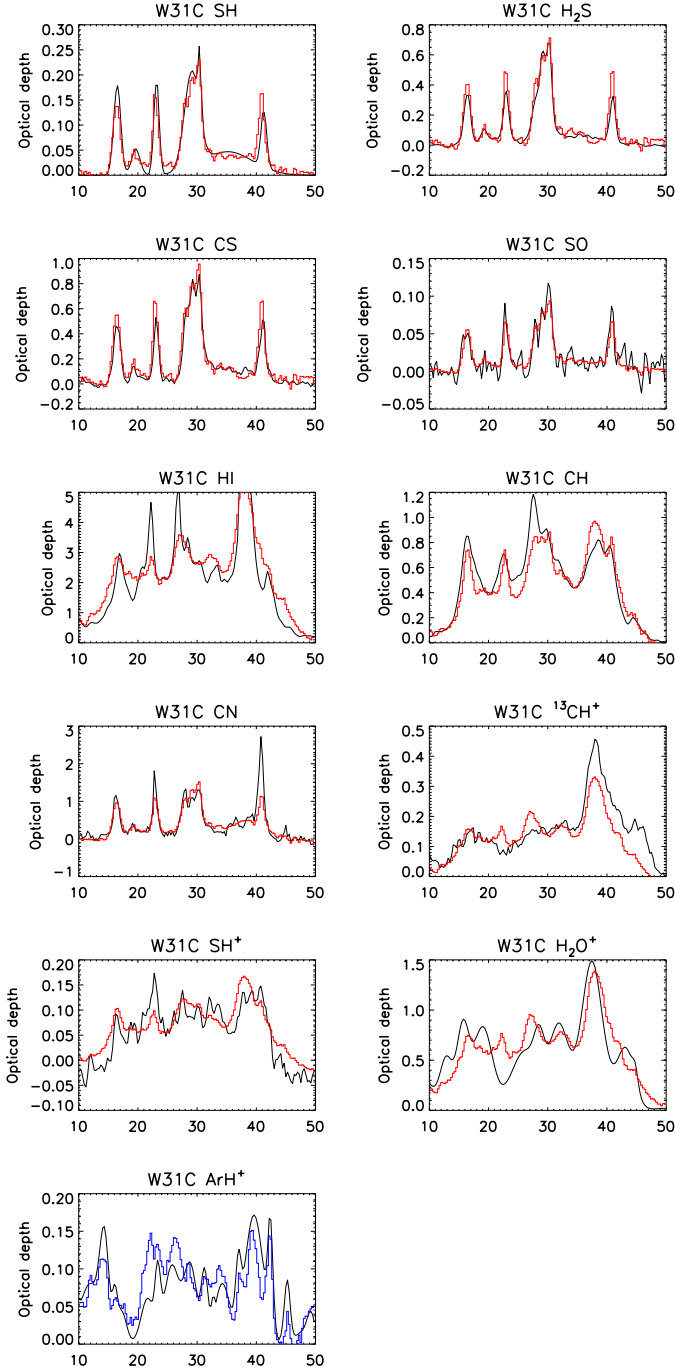 W31C SH
W31C H₂S
Optical depth
0.30
0.25
0.20
0.15
0.10
0.05
0.00
10 20 30 40 50
Optical depth
0.8
0.6
0.4
0.2
0.0
−0.2
10 20 30 40 50
W31C CS
W31C SO
Optical depth
1.0
0.8
0.6
0.4
0.2
0.0
−0.2
10 20 30 40 50
Optical depth
0.15
0.10
0.05
0.00
−0.05
10 20 30 40 50
W31C HI
W31C CH
Optical depth
5
4
3
2
1
0
10 20 30 40 50
Optical depth
1.2
1.0
0.8
0.6
0.4
0.2
0.0
10 20 30 40 50
W31C CN
W31C ¹³CH⁺
Optical depth
3
2
1
0
−1
10 20 30 40 50
Optical depth
0.5
0.4
0.3
0.2
0.1
0.0
10 20 30 40 50
W31C SH⁺
W31C H₂O⁺
Optical depth
0.20
0.15
0.10
0.05
0.00
−0.05
−0.10
10 20 30 40 50
Optical depth
1.5
1.0
0.5
0.0
10 20 30 40 50
W31C ArH⁺
Optical depth
0.20
0.15
0.10
0.05
0.00
10 20 30 40 50